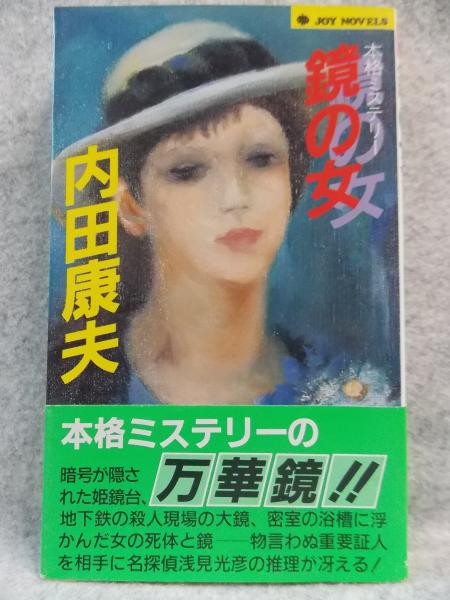 JOY NOVELS
本格ミステリー
鏡の女
内田康夫
本格ミステリーの
万華鏡!!
暗号が隠さ
れた姫鏡台、
地下鉄の殺人現場の大鏡、密室の浴槽に浮
かんだ女の死体と鏡──物言わぬ重要証人
を相手に名探偵浅見光彦の推理が冴える!